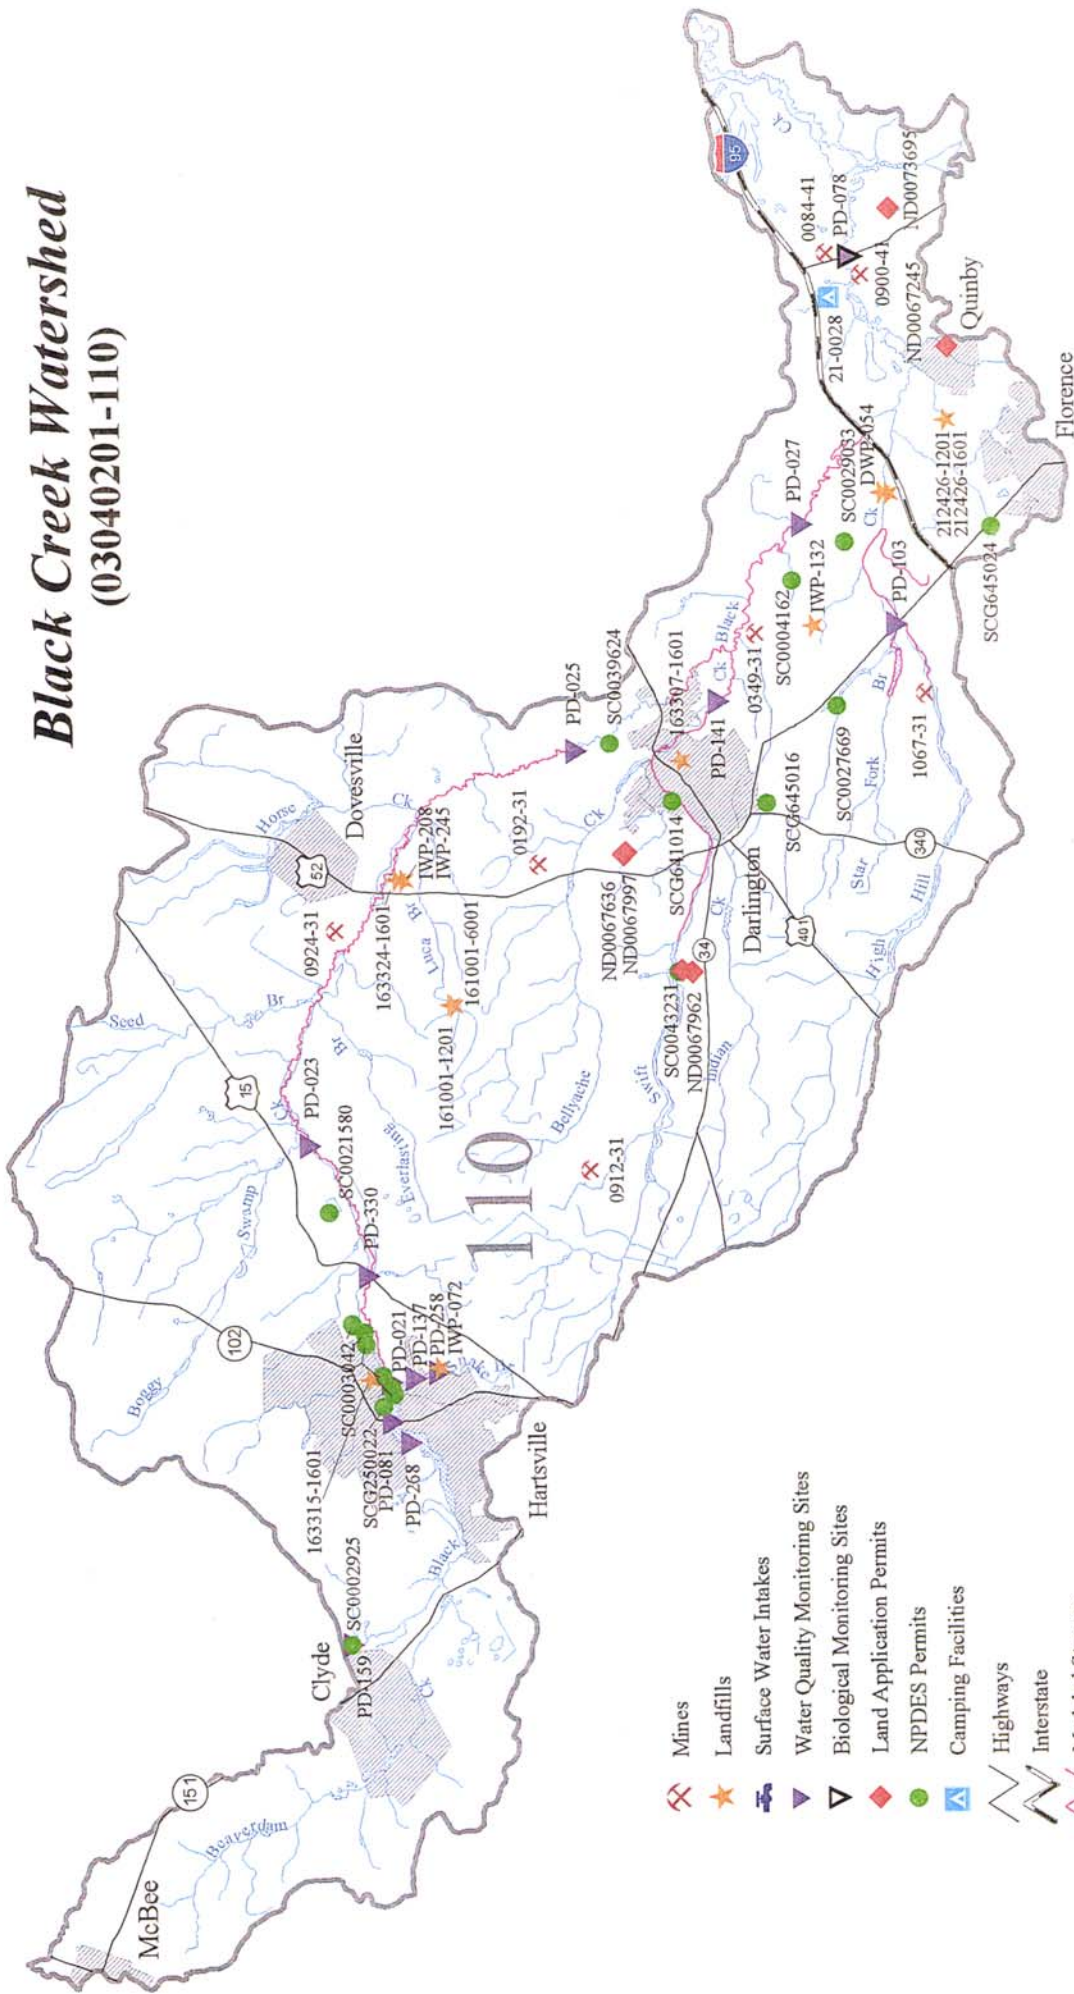 Black Creek Watershed
(03040201-110)
McBee
151
Beaverdam
Clyde
PD-159
SC0002925
Ck
Black
Hartsville
163315-1601
SCG250022
PD-081
PD-268
SC0003042
PD-021
PD-137
PD-258
IWP-072
Snake Br
PD-330
SC0021580
PD-023
Ck
102
Boggy
Swamp
15
Seed
Br
Everlasting
Br
110
0912-31
Bellyache
Ck
Swift
Indian
Ck
161001-1201
161001-6001
Luca
Br
0924-31
163324-1601
IWP-208
IWP-245
52
Dovesville
Horse
Ck
0192-31
PD-025
SC0039624
ND0067636
ND0067997
SC0043231
ND0067962
34
SCG641014
Darlington
401
163307-1601
PD-141
Ck
Black
0349-31
SC0004162
SCG645016
SC0027669
Star
Fork
Br
340
High
Hill
1067-31
PD-103
IWP-132
PD-027
SC0029033
DWP-054
Ck
SCG645024
212426-1201
212426-1601
Florence
Quinby
ND0067245
21-0028
0900-41
0084-41
PD-078
ND0073695
95
Ck
Mines
Landfills
Surface Water Intakes
Water Quality Monitoring Sites
Biological Monitoring Sites
Land Application Permits
NPDES Permits
Camping Facilities
Highways
Interstate